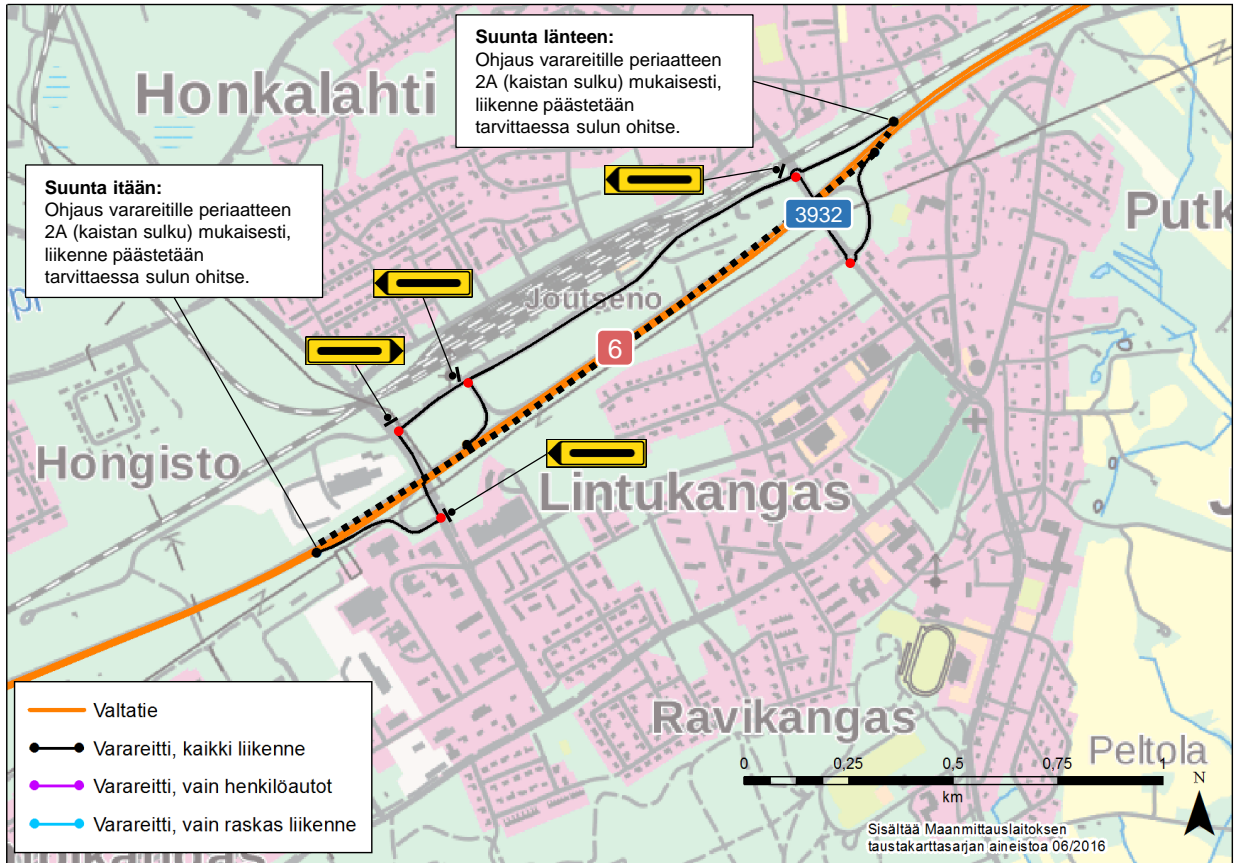 Honkalahti
Suunta länteen:
Ohjaus varareitille periaatteen
2A (kaistan sulku) mukaisesti,
liikenne päästetään
tarvittaessa sulun ohitse.
Suunta itään:
Ohjaus varareitille periaatteen
2A (kaistan sulku) mukaisesti,
liikenne päästetään
tarvittaessa sulun ohitse.
Putk
3932
Joutseno
6
Hongisto
Lintukangas
Ravikangas
Peltola
Valtatie
Varareitti, kaikki liikenne
Varareitti, vain henkilöautot
Varareitti, vain raskas liikenne
0 0,25 0,5 0,75 1
km
N
Sisältää Maanmittauslaitoksen
taustakarttasarjan aineistoa 06/2016